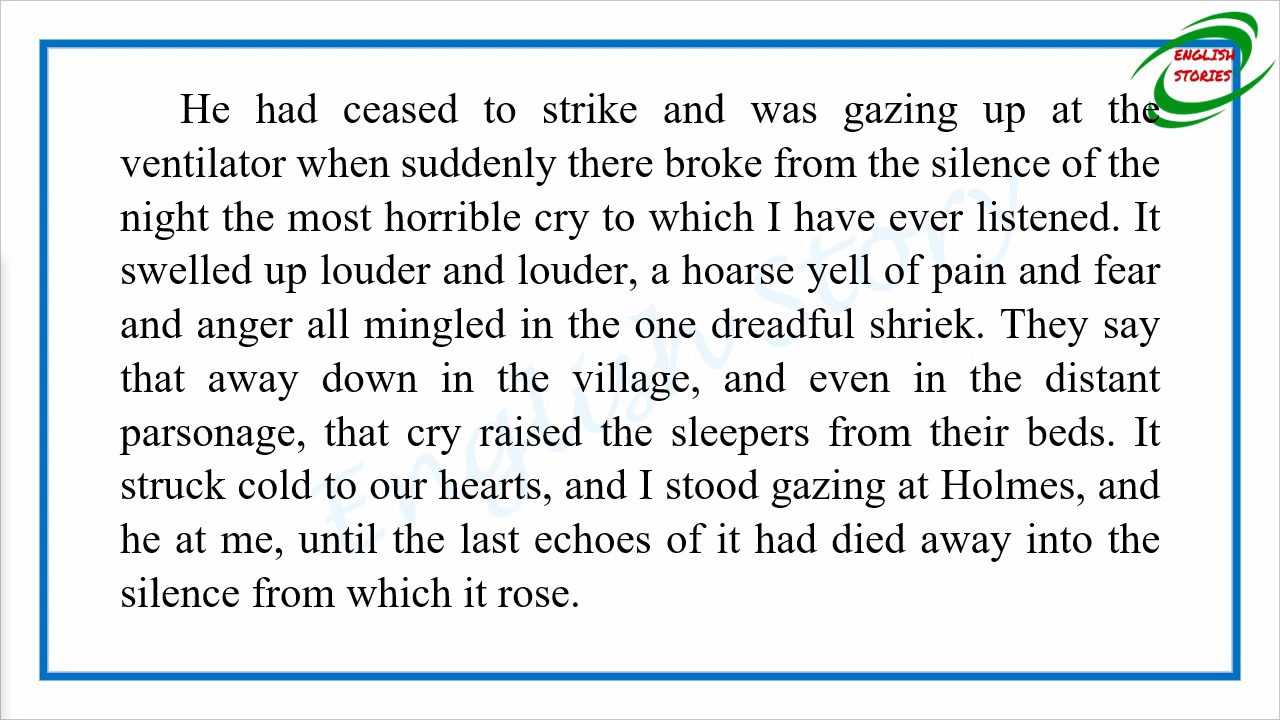 ENGLISH
STORIES
He had ceased to strike and was gazing up at the
ventilator when suddenly there broke from the silence of the
night the most horrible cry to which I have ever listened. It
swelled up louder and louder, a hoarse yell of pain and fear
and anger all mingled in the one dreadful shriek. They say
that away down in the village, and even in the distant
parsonage, that cry raised the sleepers from their beds. It
struck cold to our hearts, and I stood gazing at Holmes, and
he at me, until the last echoes of it had died away into the
silence from which it rose.
English Story